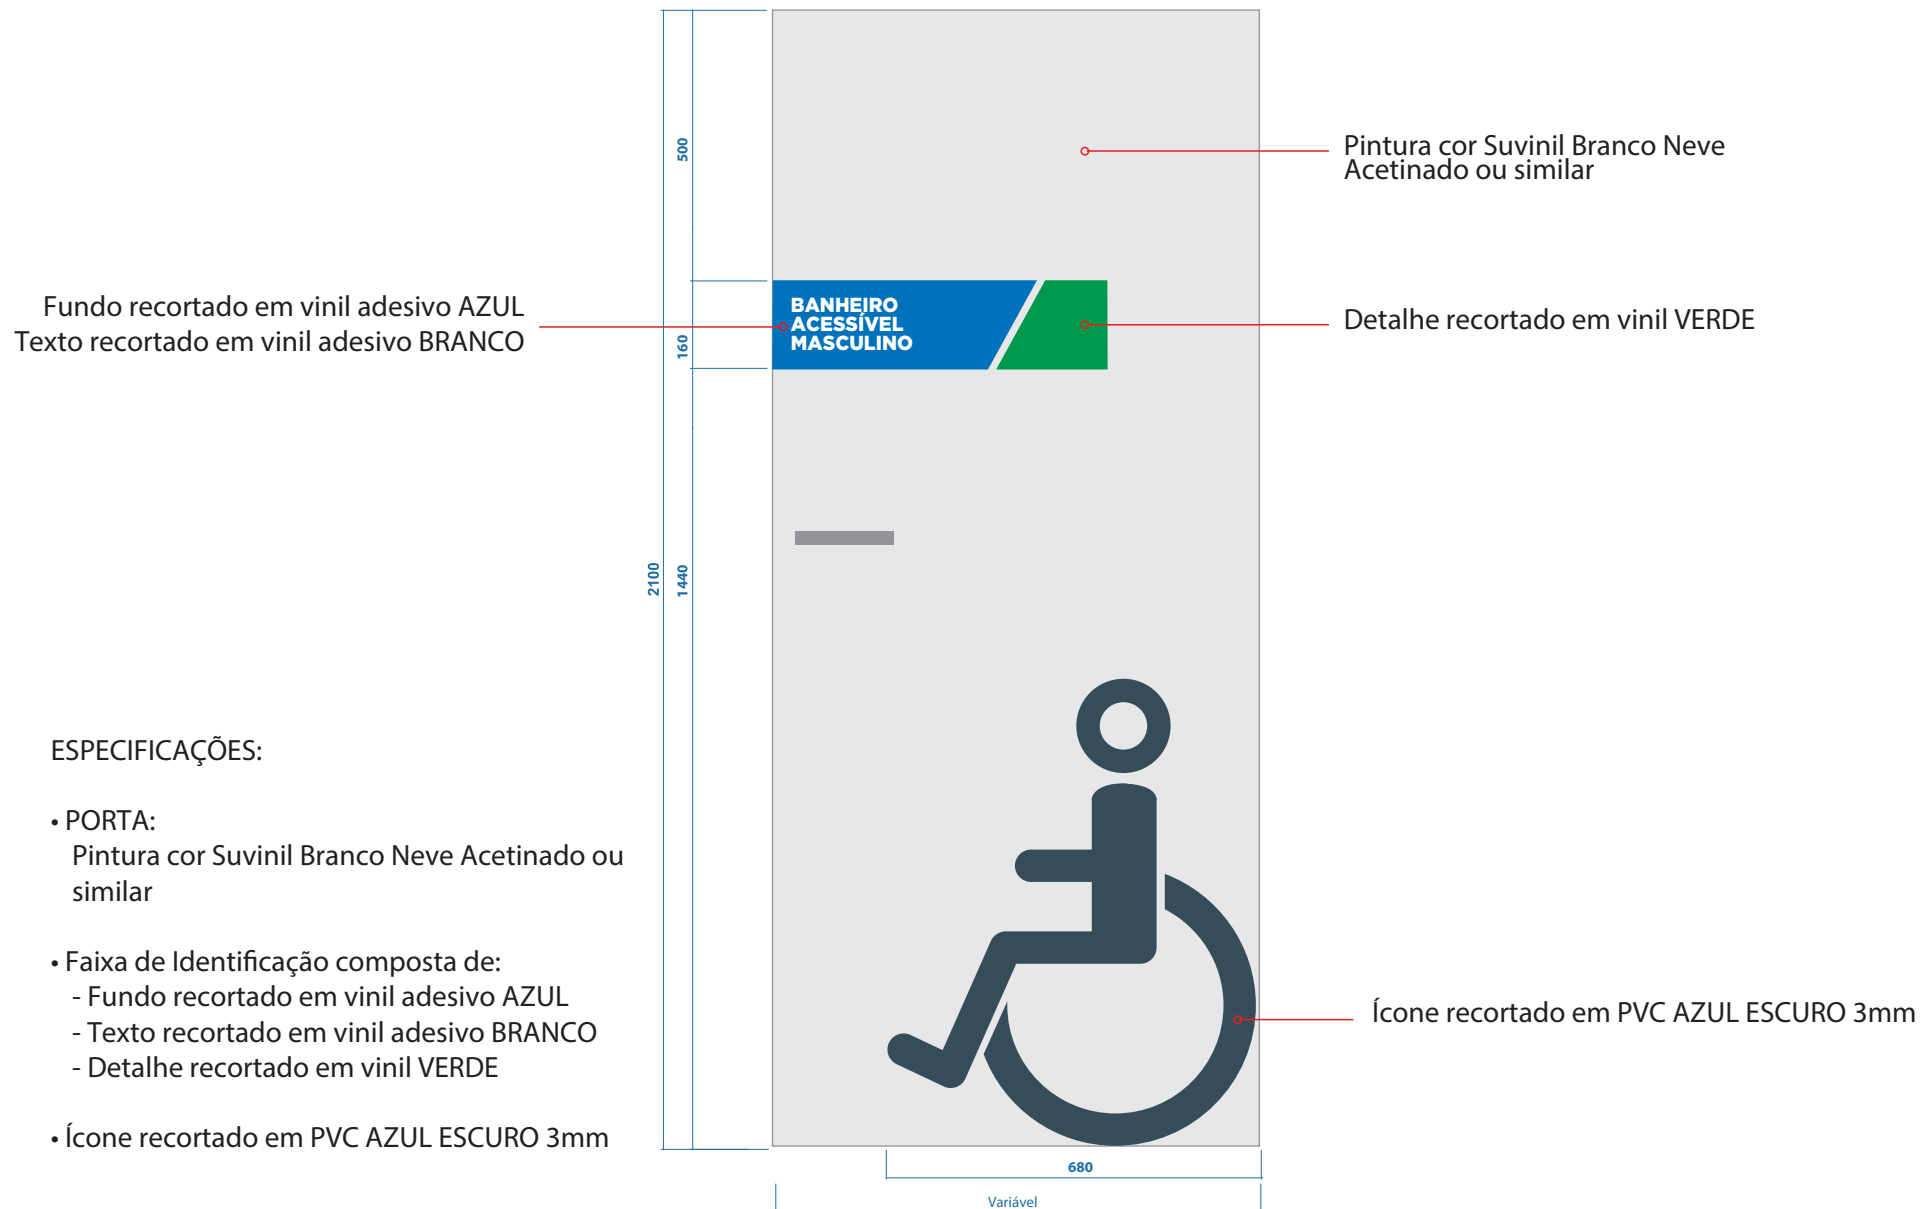 500
Pintura cor Suvinil Branco Neve
Acetinado ou similar
Fundo recortado em vinil adesivo AZUL
Texto recortado em vinil adesivo BRANCO
160
BANHEIRO
ACESSÍVEL
MASCULINO
Detalhe recortado em vinil VERDE
2100
1440
ESPECIFICAÇÕES:
• PORTA:
Pintura cor Suvinil Branco Neve Acetinado ou
similar
• Faixa de Identificação composta de:
- Fundo recortado em vinil adesivo AZUL
- Texto recortado em vinil adesivo BRANCO
- Detalhe recortado em vinil VERDE
• Ícone recortado em PVC AZUL ESCURO 3mm
Ícone recortado em PVC AZUL ESCURO 3mm
680
Variável